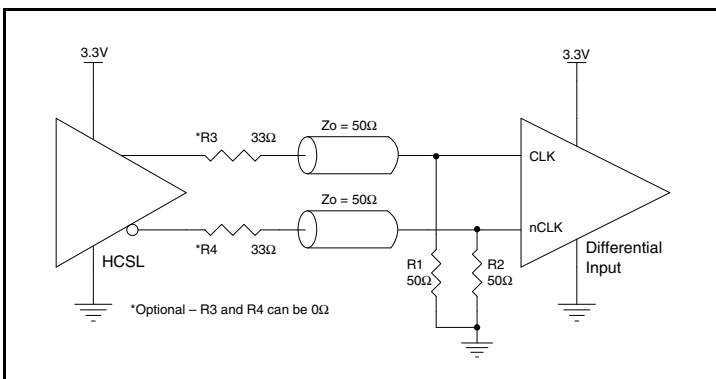 3.3V
3.3V
*R3 33Ω
Zo = 50Ω
CLK
Zo = 50Ω
nCLK
*R4 33Ω
HCSL
R1
50Ω
R2
50Ω
Differential
Input
*Optional – R3 and R4 can be 0Ω